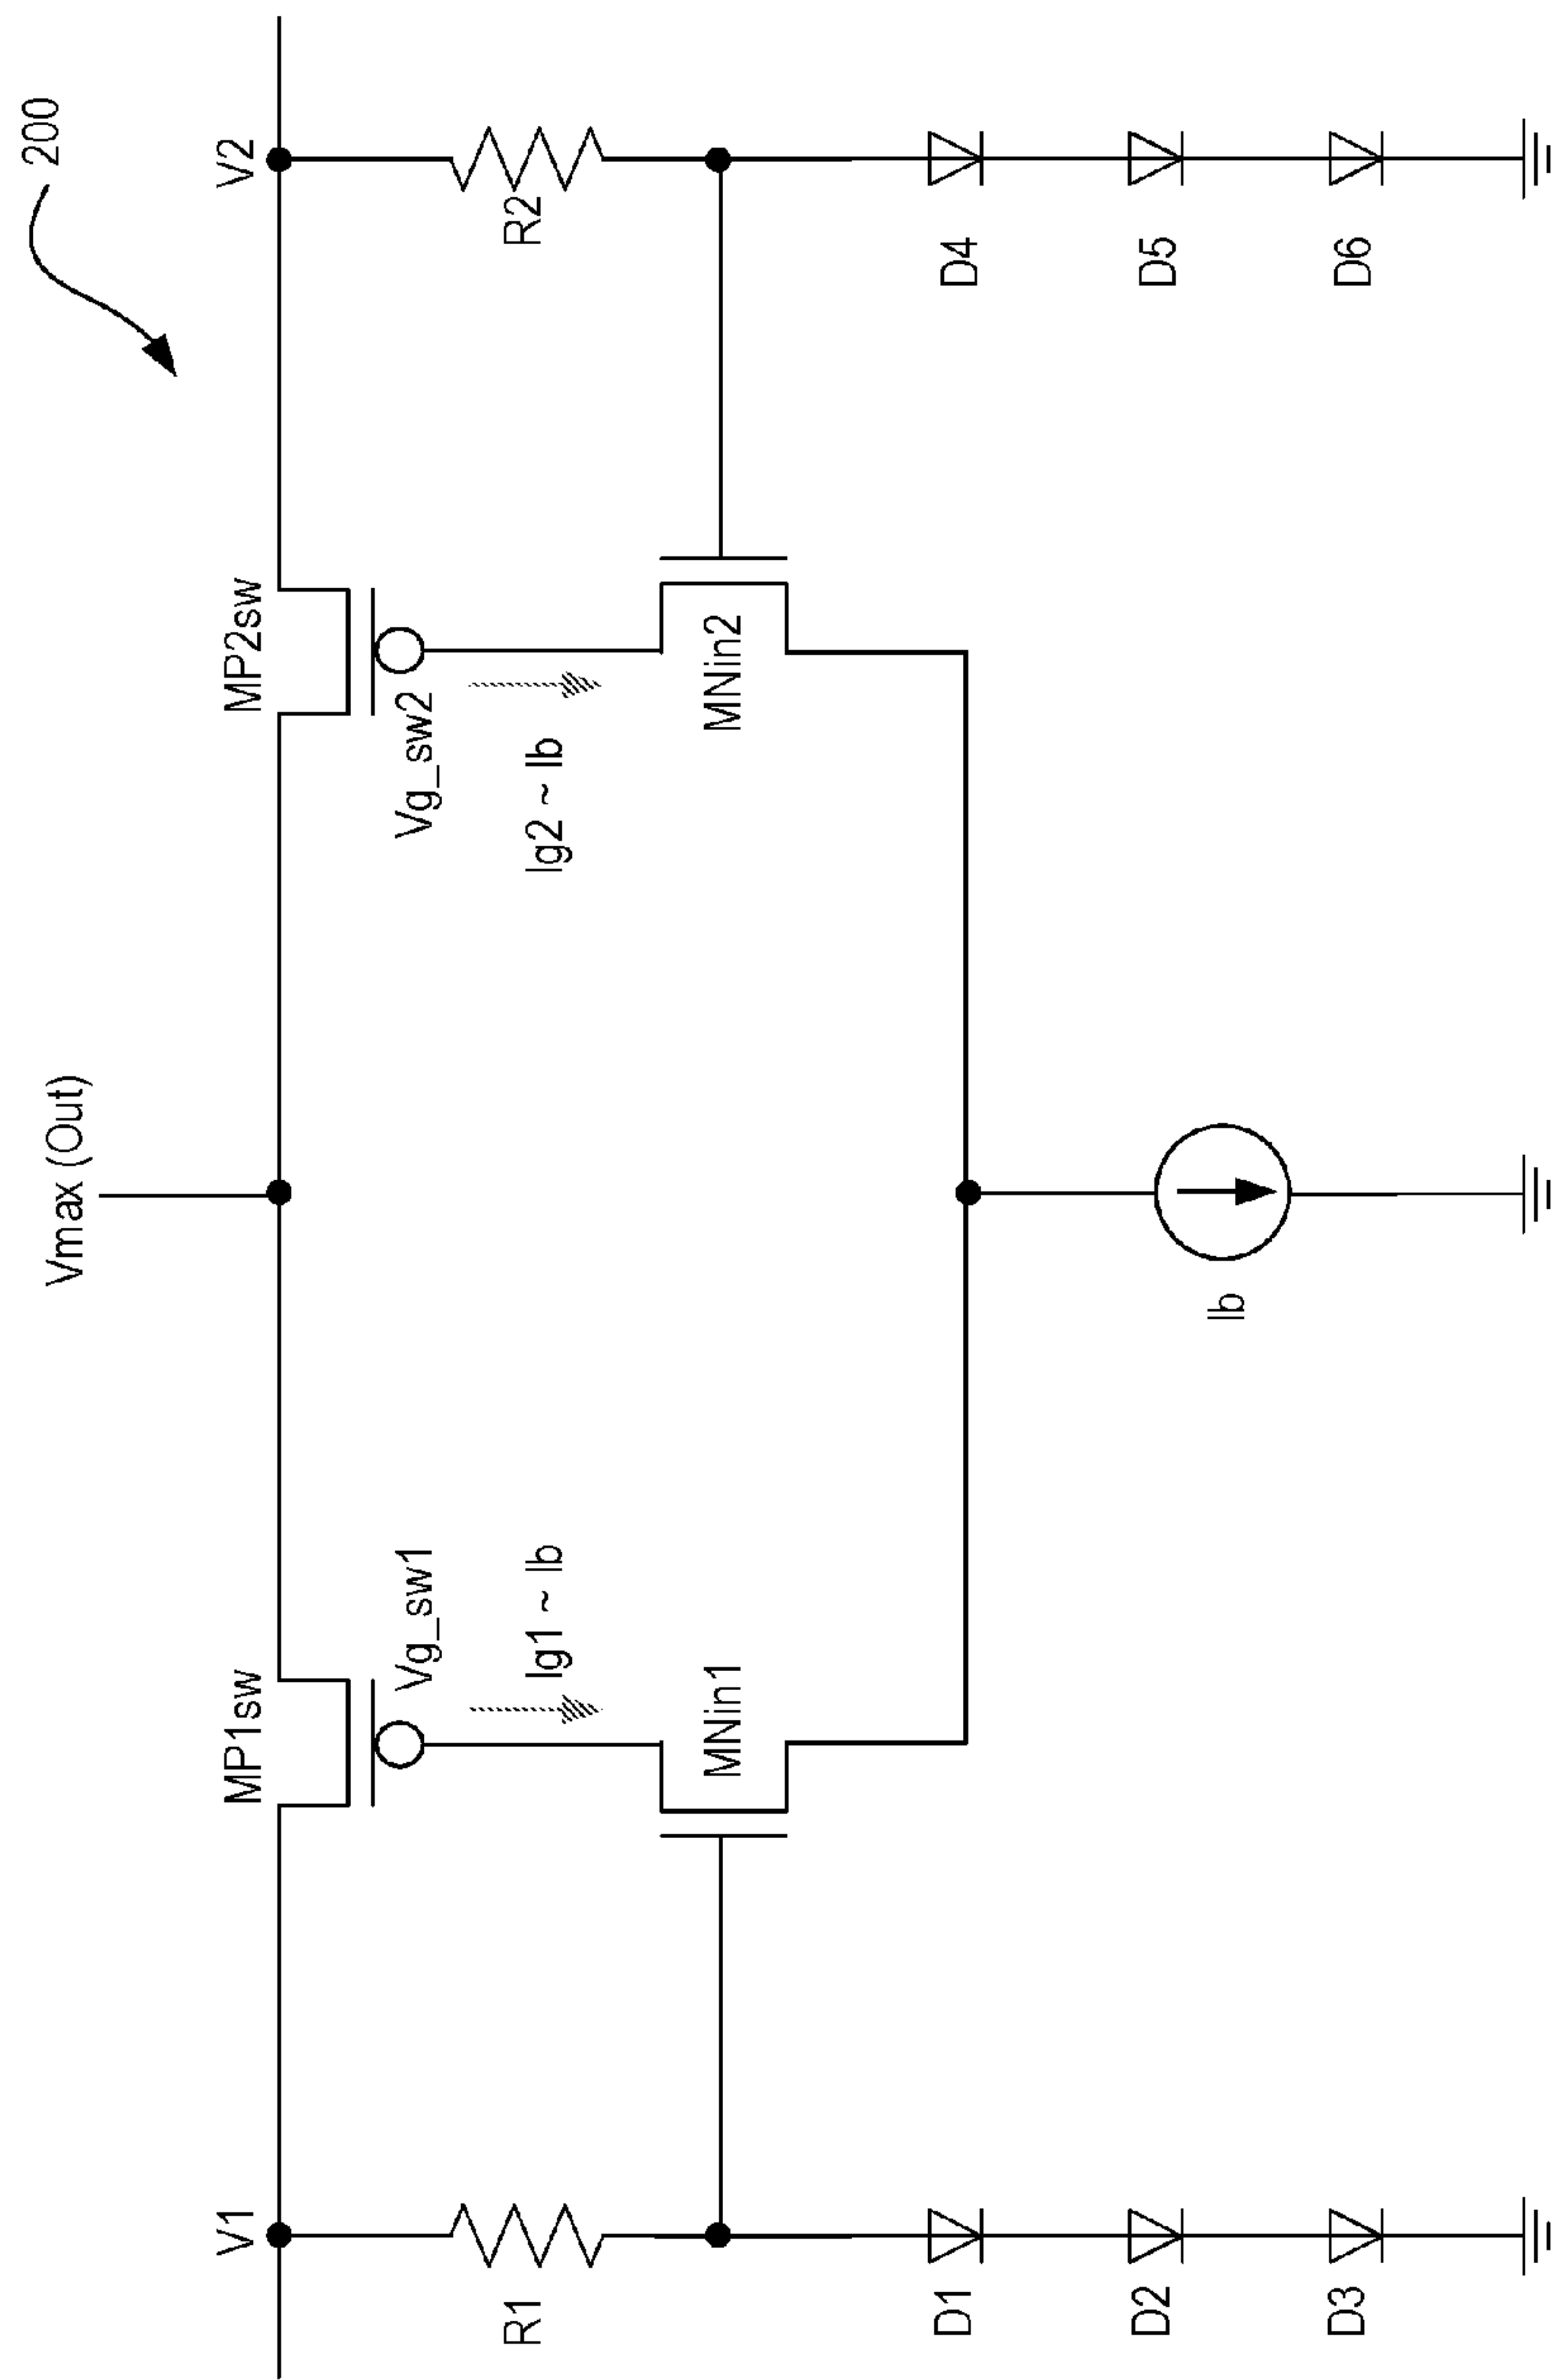 200
Vmax (Out)
V1
MP1sw
MP2sw
V2
Vg_sw1
Vg_sw2
R1
Ig1 ~ Ib
Ig2 ~ Ib
R2
MNin1
MNin2
D1
D4
D2
D5
Ib
D3
D6